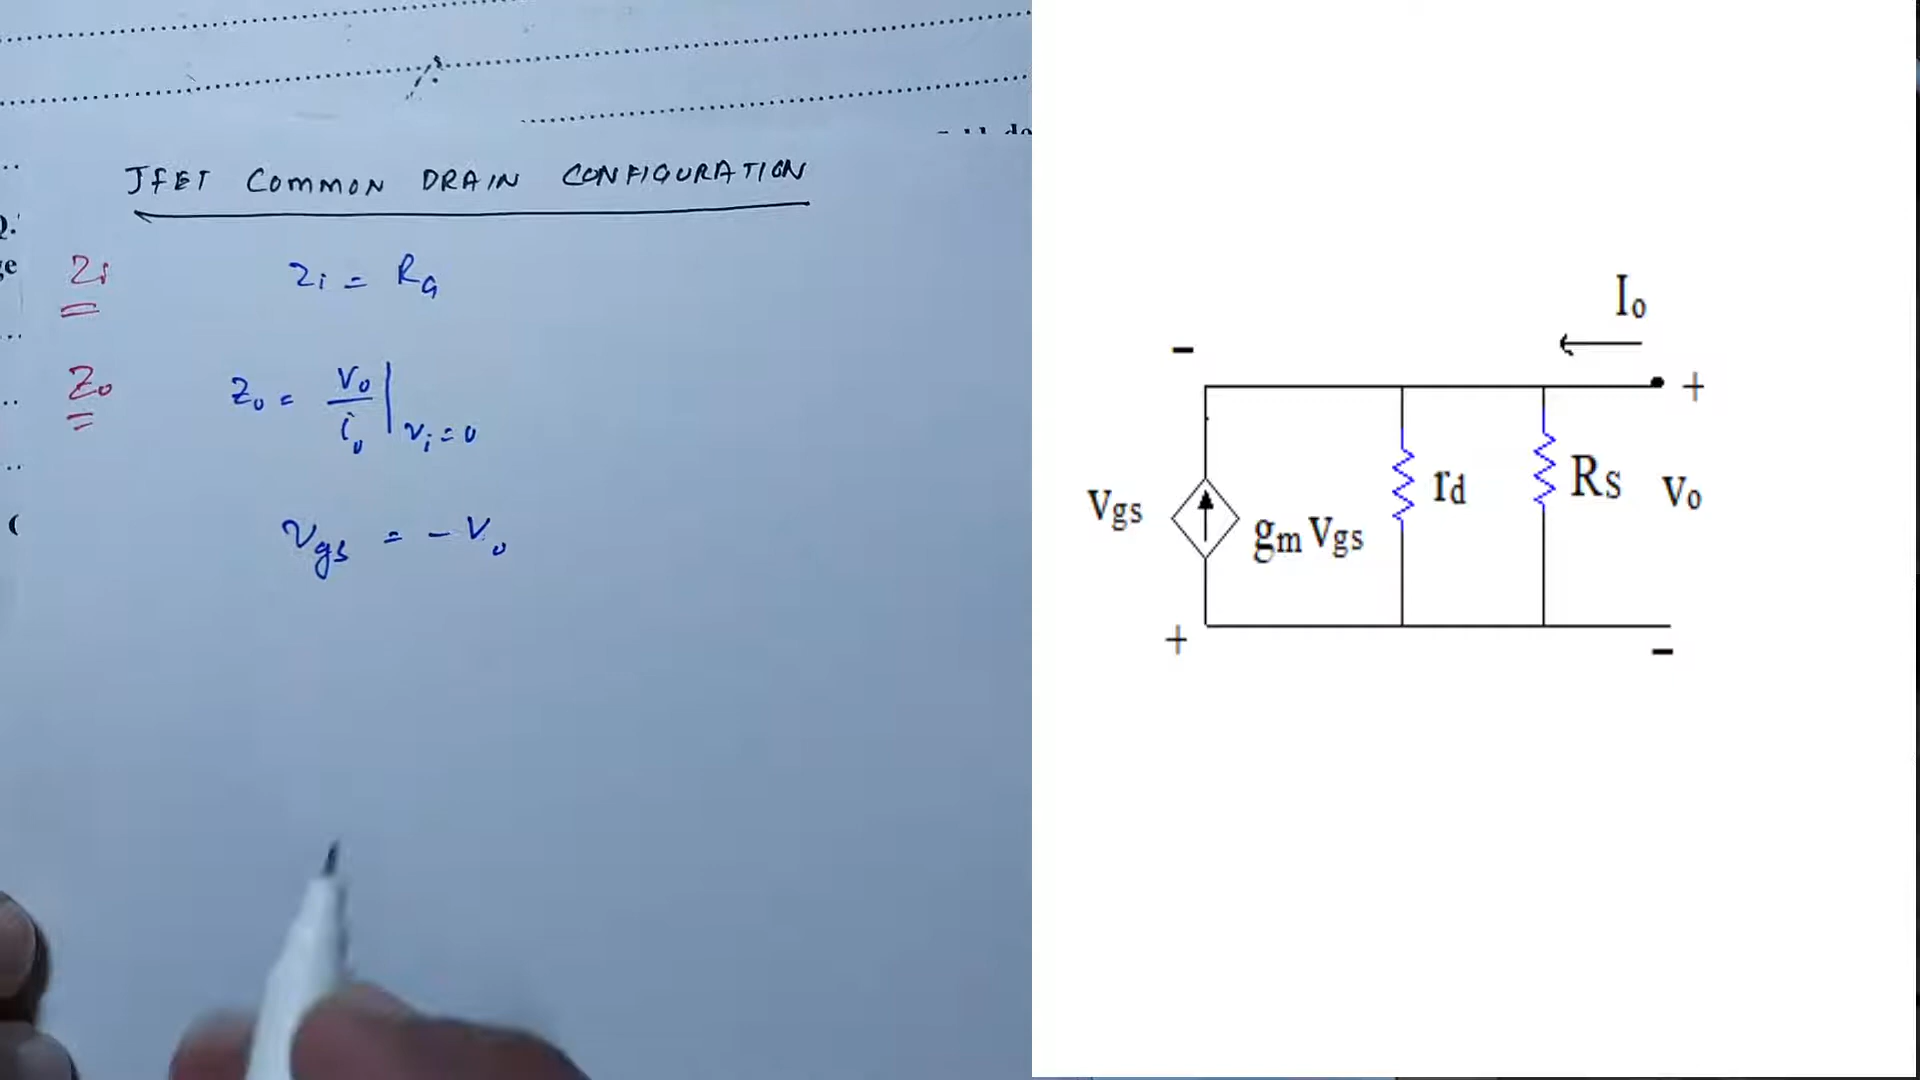 JFET COMMON DRAIN CONFIGURATION
Zi
Zi = RG
Zo
Zo = Vo / io | vi = 0
Vgs = - Vo
Io
-
+
Vgs
gm Vgs
rd
Rs
Vo
+
-